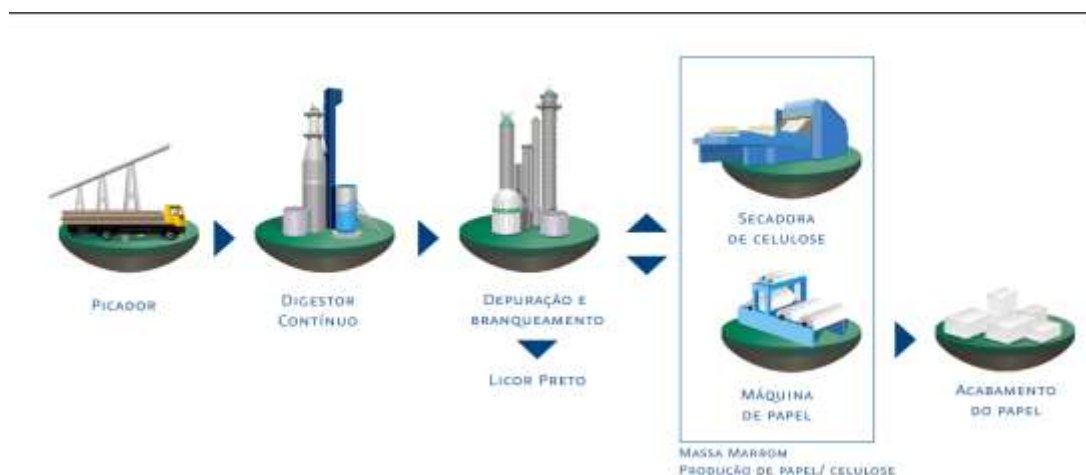 PICADOR
DIGESTOR
CONTÍNUO
DEPURAÇÃO E
BRANQUEAMENTO
LICOR PRETO
SECADORA
DE CELULOSE
MÁQUINA
DE PAPEL
MASSA MARROM
PRODUÇÃO DE PAPEL/ CELULOSE
ACABAMENTO
DO PAPEL